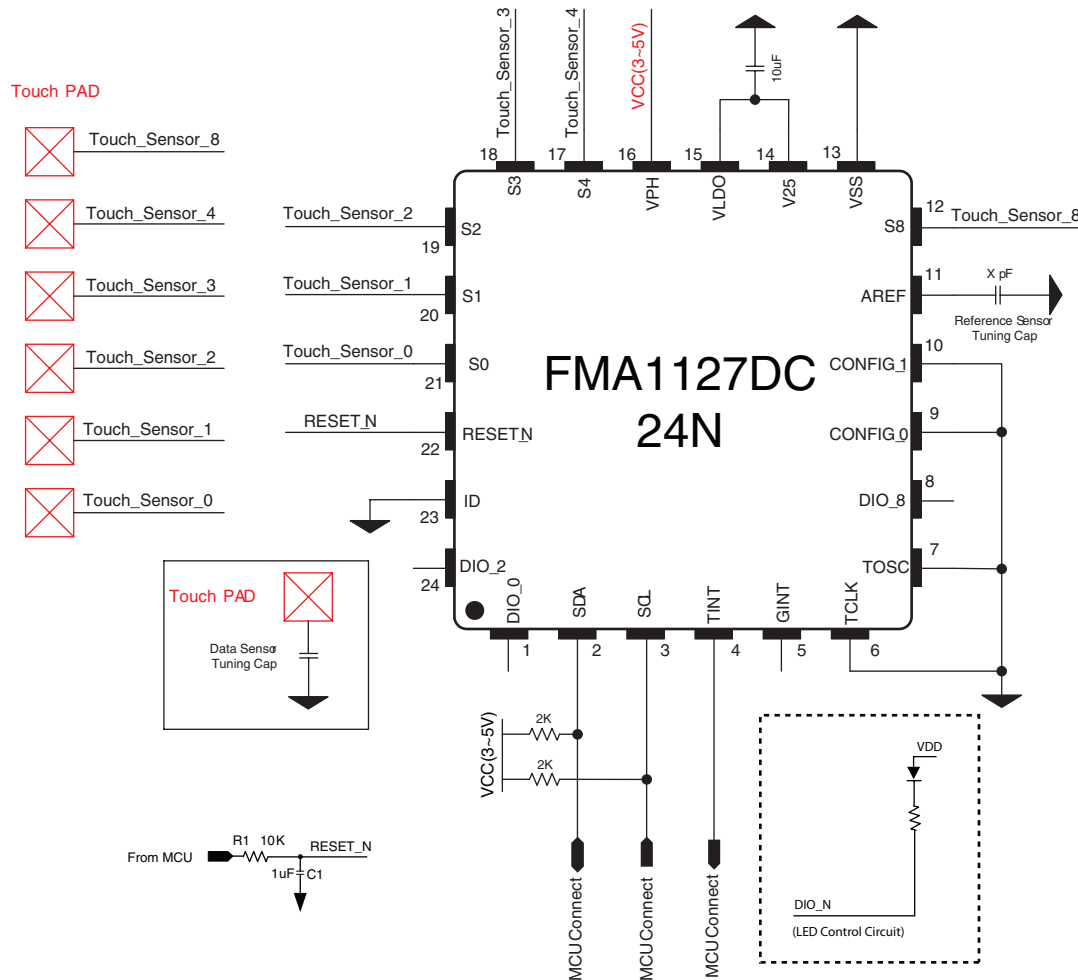 Touch_Sensor_3
Touch_Sensor_4
VCC(3~5V)
10uF
Touch PAD
Touch_Sensor_8
Touch_Sensor_4
Touch_Sensor_3
Touch_Sensor_2
Touch_Sensor_1
Touch_Sensor_0
18
17
16
15
14
13
S3
S4
VPH
VLDO
V25
VSS
Touch_Sensor_2
19
S2
Touch_Sensor_1
20
S1
Touch_Sensor_0
21
S0
RESET_N
22
RESET_N
23
ID
24
DIO_2
S8
12
Touch_Sensor_8
AREF
11
X pF
Reference Sensor
Tuning Cap
CONFIG_1
10
CONFIG_0
9
DIO_8
8
TOSC
7
FMA1127DC
24N
DIO_0
SDA
SCL
TINT
GINT
TCLK
1
2
3
4
5
6
Touch PAD
Data Sensor
Tuning Cap
VCC(3~5V)
2K
2K
MCU Connect
MCU Connect
MCU Connect
From MCU
R1 10K
RESET_N
1uF
C1
VDD
DIO_N
(LED Control Circuit)